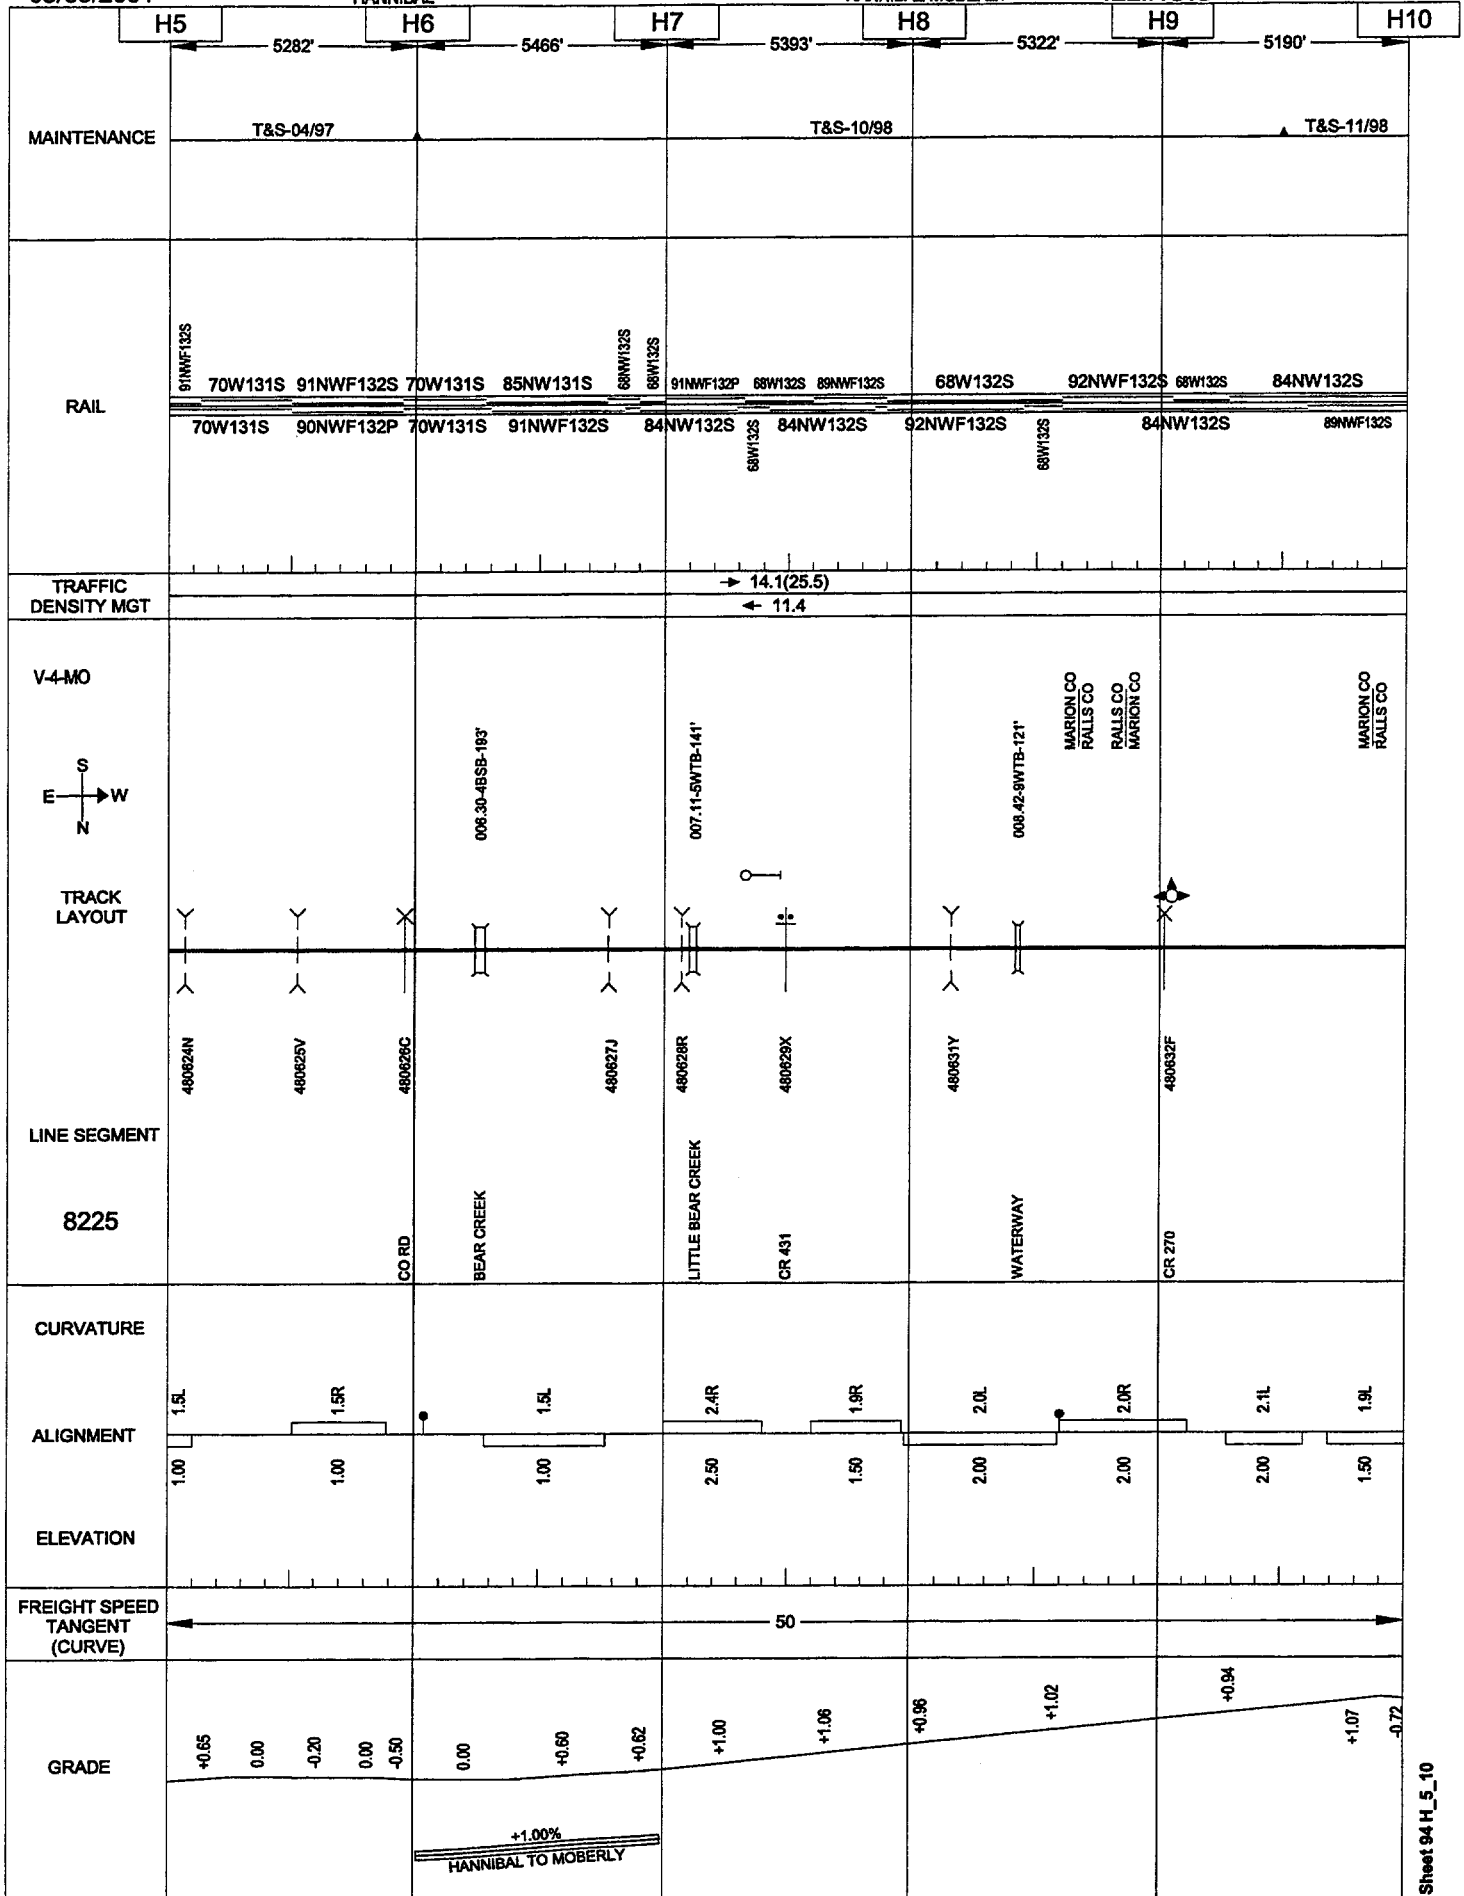 H5 H6 H7 H8 H9 H10
5282' 5466' 5393' 5322' 5190'
MAINTENANCE
T&S-04/97 T&S-10/98 T&S-11/98
RAIL
91NWF132S 70W131S 91NWF132S 70W131S 85NW131S 68NW132S 68W132S 91NWF132P 68W132S 89NWF132S 68W132S 92NWF132S 68W132S 84NW132S
70W131S 90NWF132P 70W131S 91NWF132S 84NW132S 68W132S 84NW132S 92NWF132S 68W132S 84NW132S 89NWF132S
TRAFFIC
DENSITY MGT
14.1(25.5)
11.4
V-4-MO
S
E W
N
006.30-4BSB-193'
007.11-5WTB-141'
008.42-9WTB-121'
MARION CO
RALLS CO
RALLS CO
MARION CO
MARION CO
RALLS CO
TRACK
LAYOUT
480624N 480625V 480626C 480627J 480628R 480629X 480631Y 480632F
LINE SEGMENT
8225
CO RD
BEAR CREEK
LITTLE BEAR CREEK
CR 431
WATERWAY
CR 270
CURVATURE
1.5L 1.5R 1.5L 2.4R 1.9R 2.0L 2.0R 2.1L 1.9L
ALIGNMENT
1.00 1.00 1.00 2.50 1.50 2.00 2.00 2.00 1.50
ELEVATION
FREIGHT SPEED
TANGENT
(CURVE)
50
GRADE
+0.65 0.00 -0.20 0.00 -0.50 0.00 +0.60 +0.62 +1.00 +1.06 +0.96 +1.02 +0.94 +1.07 -0.72
+1.00%
HANNIBAL TO MOBERLY
Sheet 94 H_5_10